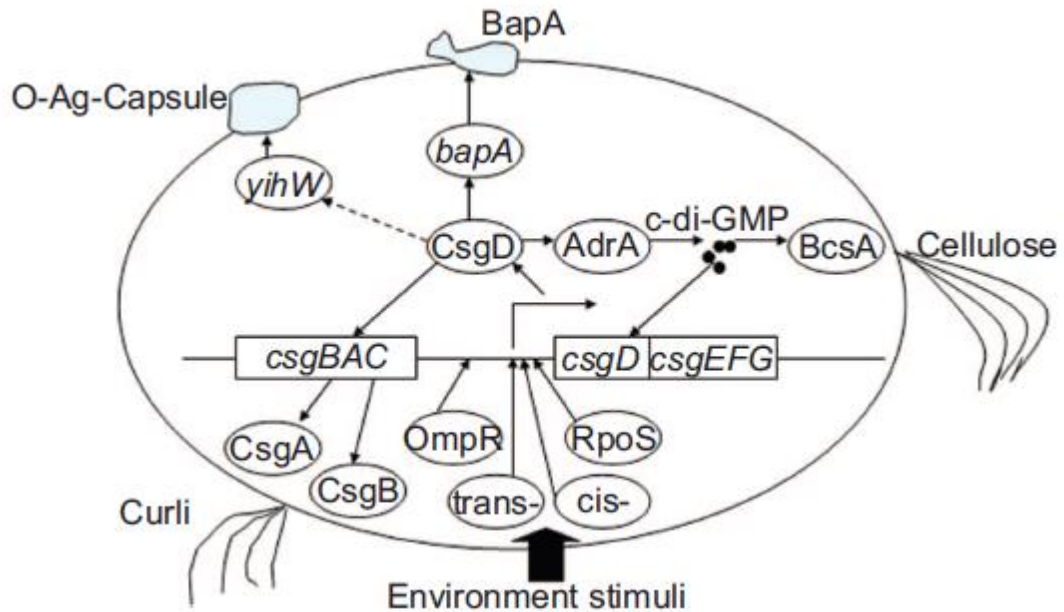 BapA
O-Ag-Capsule
bapA
yihW
c-di-GMP
CsgD
AdrA
BcsA
Cellulose
csgBAC
csgD
csgEFG
OmpR
RpoS
CsgA
CsgB
trans-
cis-
Curli
Environment stimuli